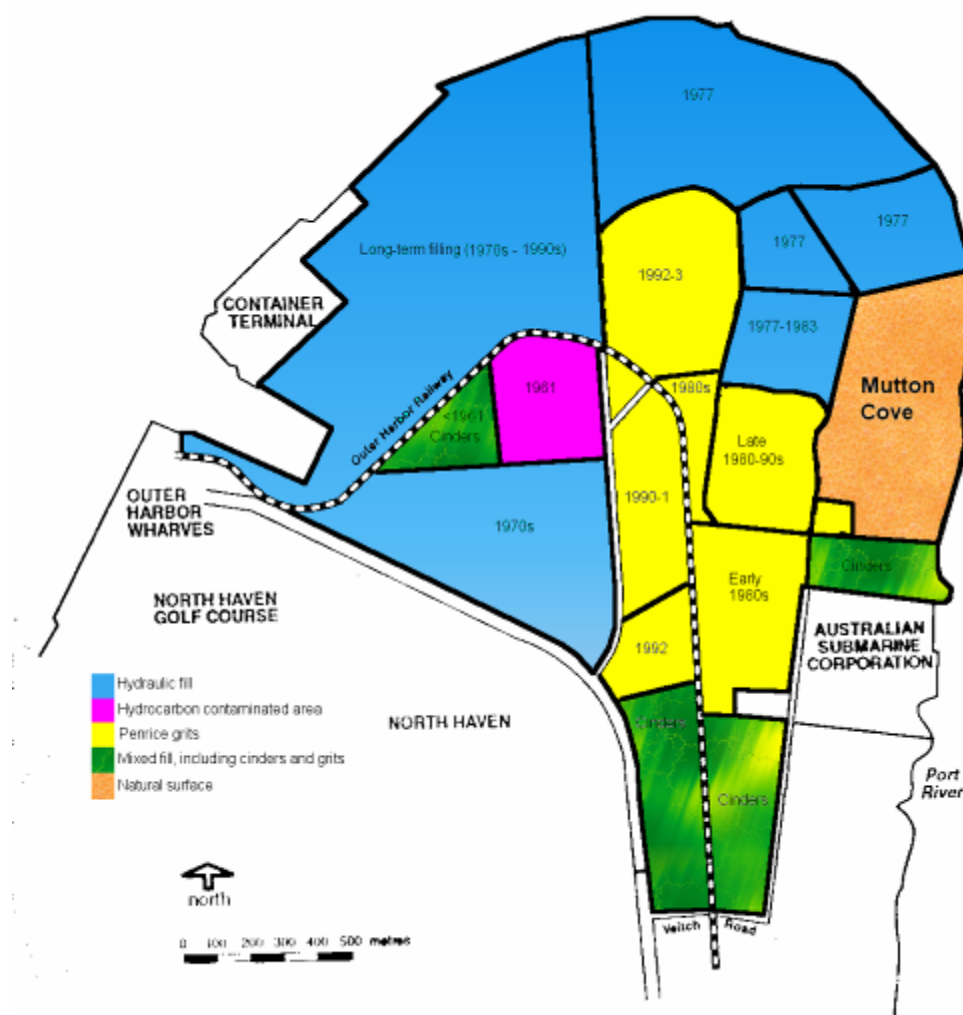 1977
1977
1977
Long-term filling (1970s - 1990s)
1992-3
CONTAINER
TERMINAL
1977-1983
Mutton
Cove
Outer Harbor Railway
1961
1980s
<1961
Cinders
Late
1980-90s
1990-1
OUTER
HARBOR
WHARVES
1970s
Cinders
Early
1980s
NORTH HAVEN
GOLF COURSE
AUSTRALIAN
SUBMARINE
CORPORATION
1992
Hydraulic fill
Hydrocarbon contaminated area
Penrice grits
Mixed fill, including cinders and grits
Natural surface
NORTH HAVEN
Cinders
Cinders
Port
River
north
0 100 200 300 400 500 metres
Veitch Road